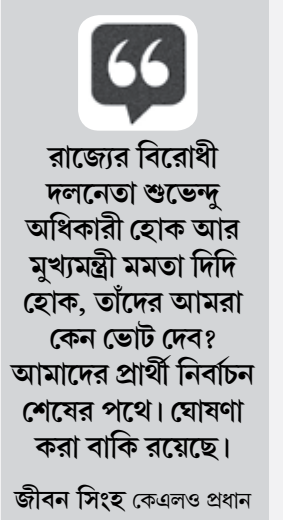 রাজ্যের বিরোধী
দলনেতা শুভেন্দু
অধিকারী হোক আর
মুখ্যমন্ত্রী মমতা দিদি
হোক, তাঁদের আমরা
কেন ভোট দেব?
আমাদের প্রার্থী নির্বাচন
শেষের পথে। ঘোষণা
করা বাকি রয়েছে।
জীবন সিংহ কেএলও প্রধান